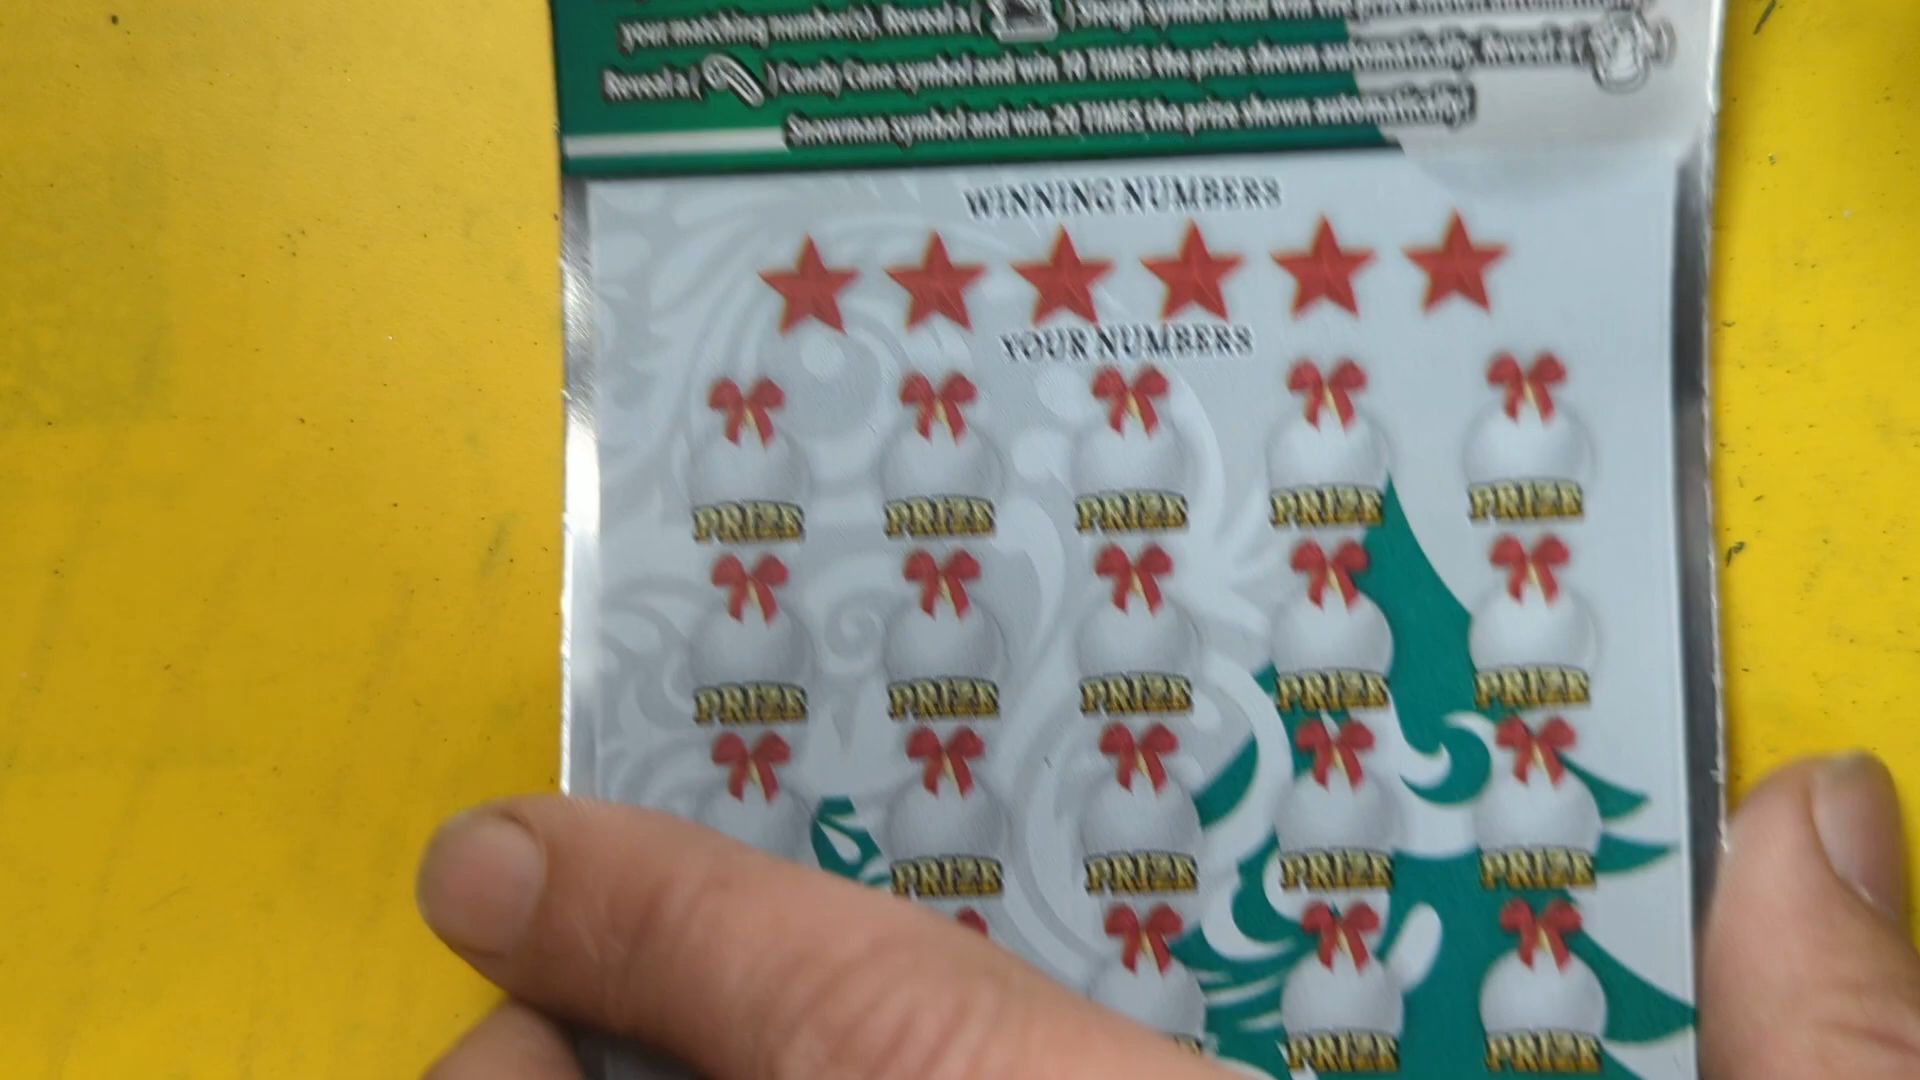 your matching number(s). Reveal a ( ) Sleigh symbol and win the prize shown automatically.
Reveal a ( ) Candy Cane symbol and win 10 TIMES the prize shown automatically. Reveal a ( )
Snowman symbol and win 20 TIMES the prize shown automatically!
WINNING NUMBERS
YOUR NUMBERS
PRIZE PRIZE PRIZE PRIZE PRIZE
PRIZE PRIZE PRIZE PRIZE PRIZE
PRIZE PRIZE PRIZE PRIZE
PRIZE PRIZE